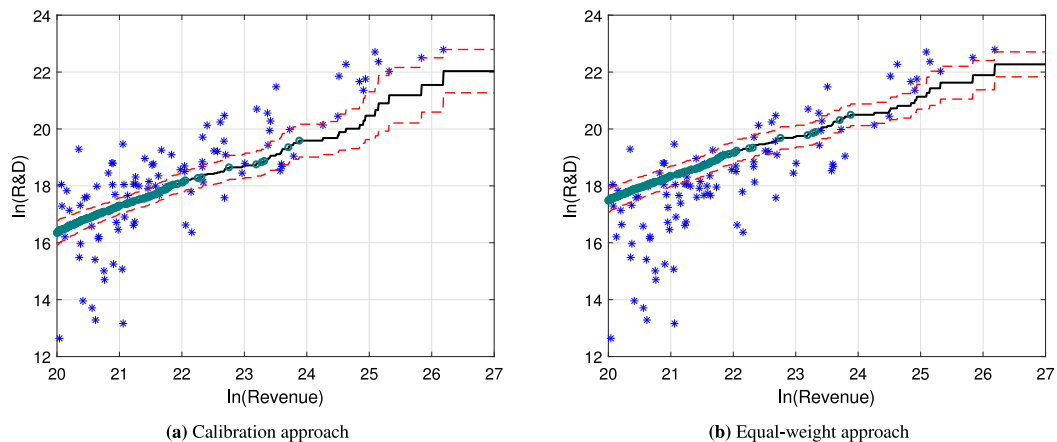 24
22
20
18
16
14
12
ln(R&D)
20 21 22 23 24 25 26 27
ln(Revenue)
(a) Calibration approach
24
22
20
18
16
14
12
ln(R&D)
20 21 22 23 24 25 26 27
ln(Revenue)
(b) Equal-weight approach